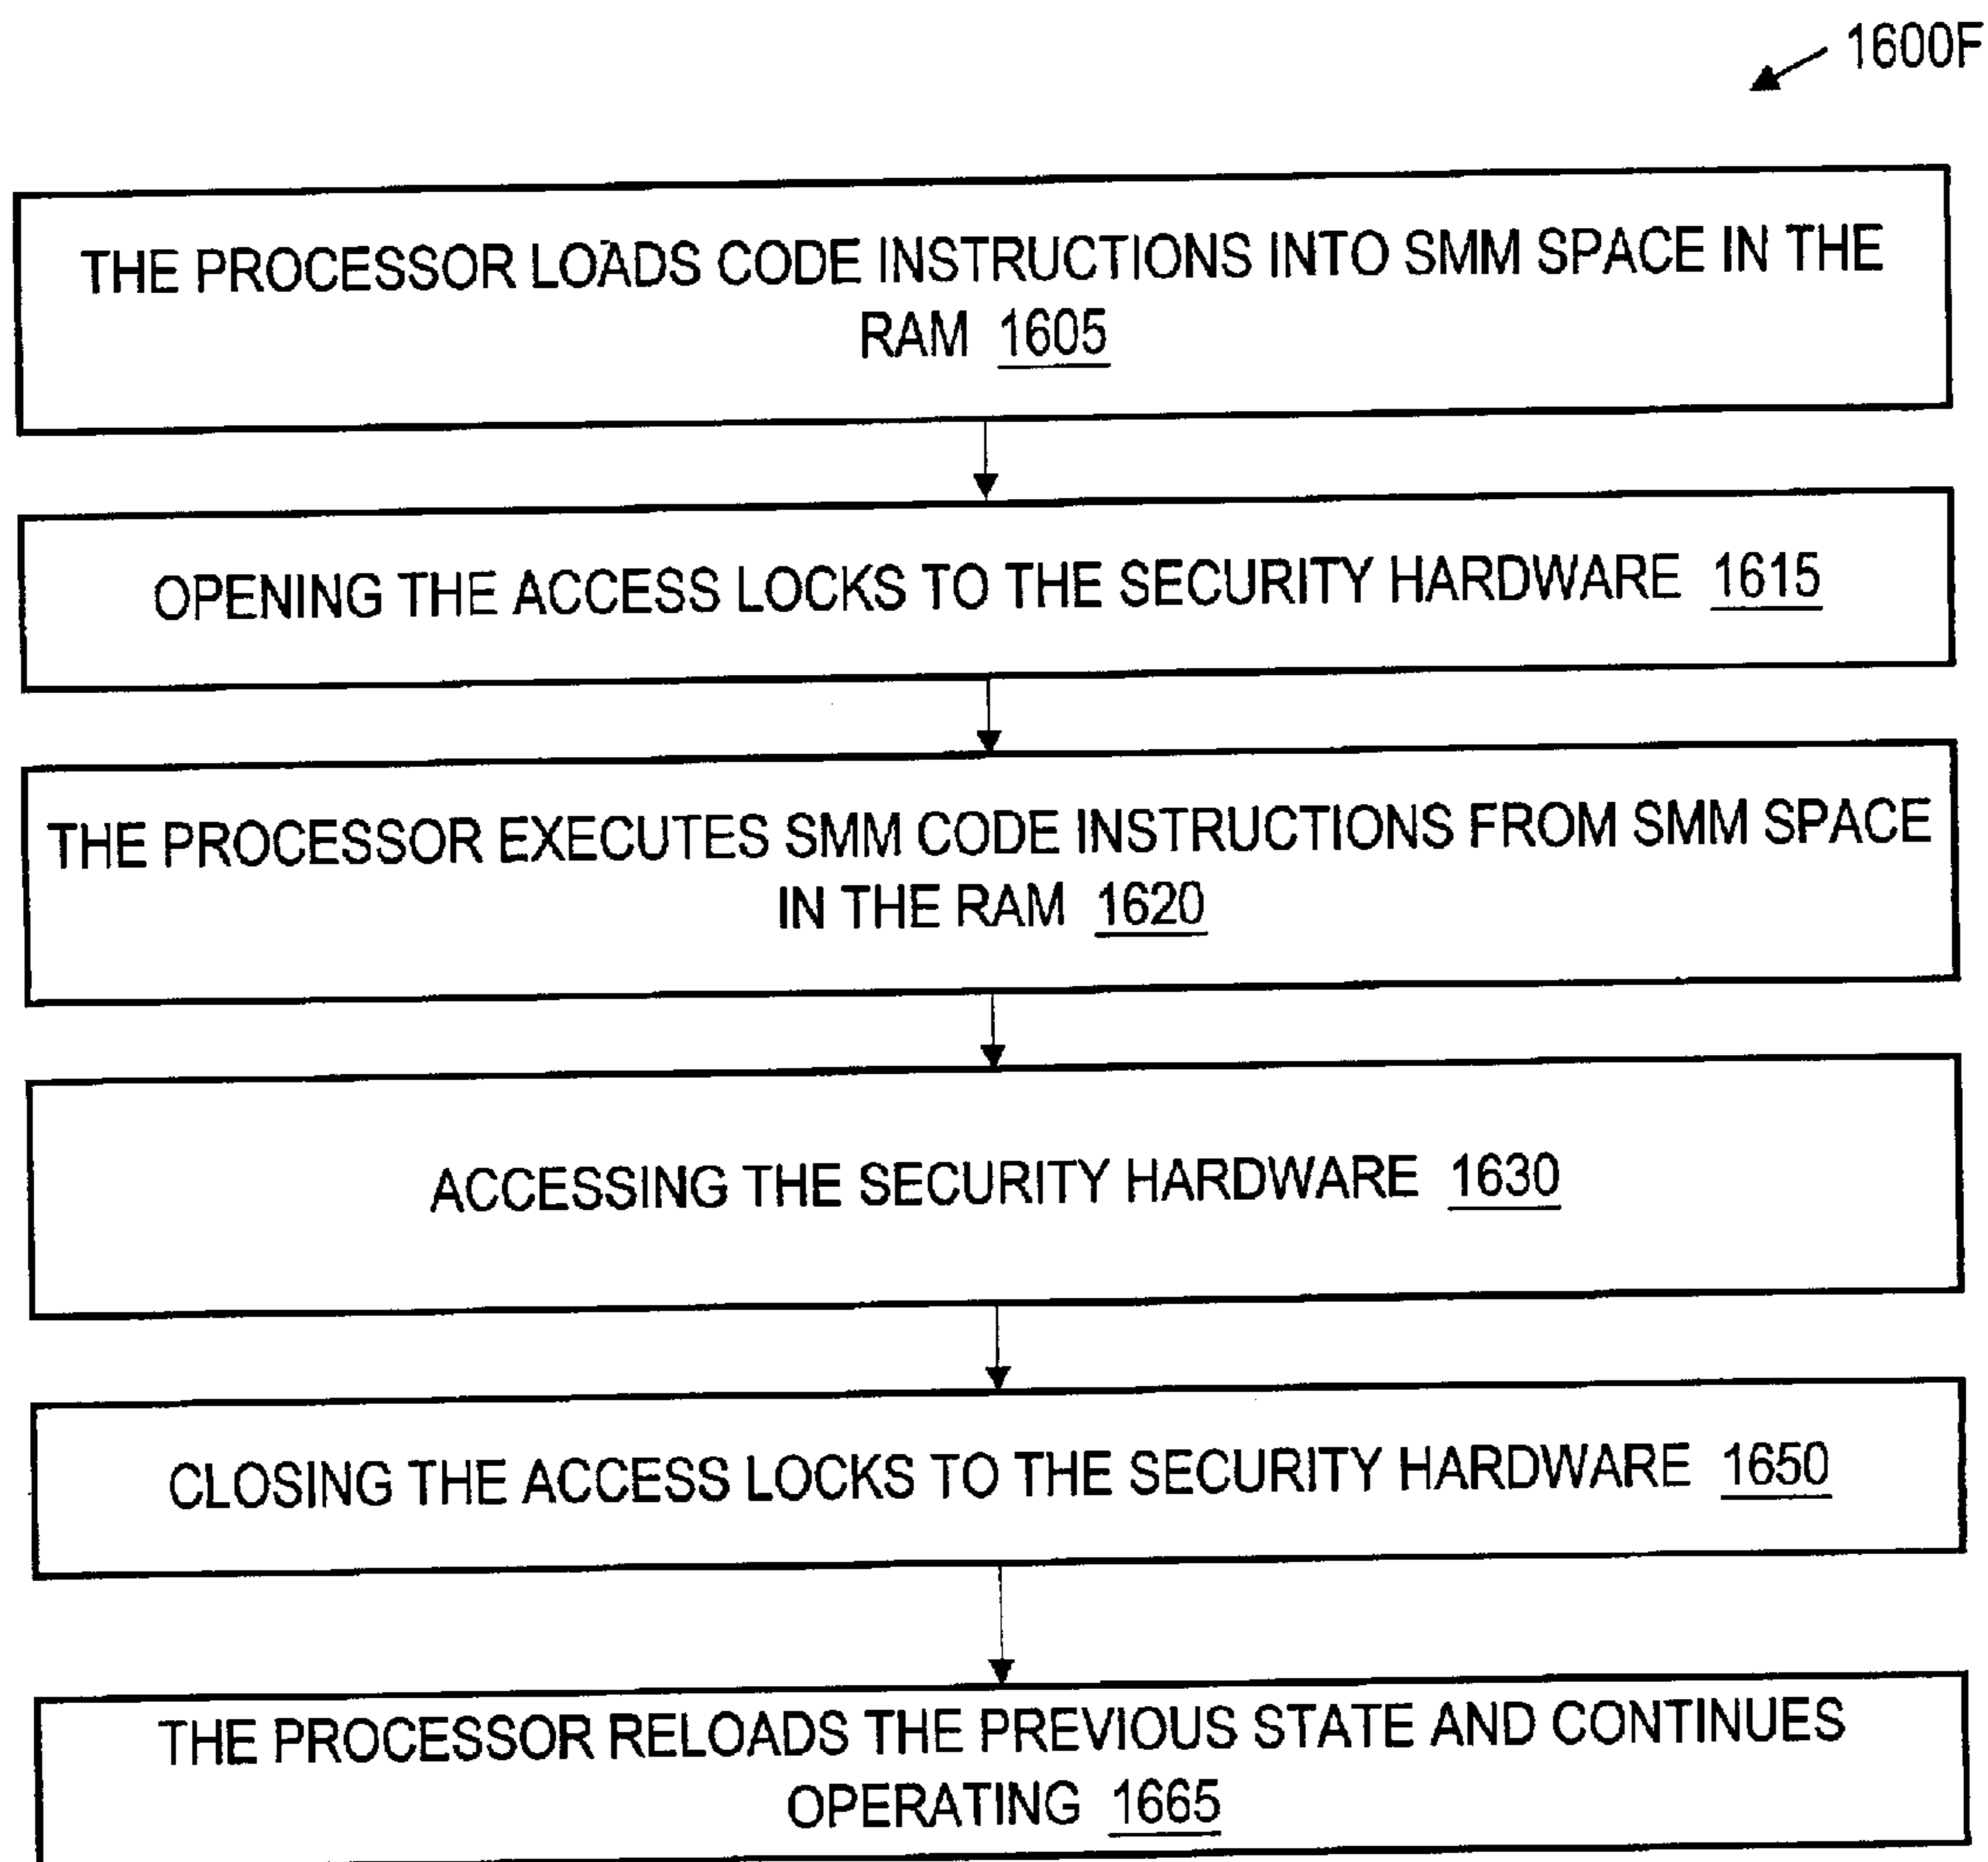 1600F
THE PROCESSOR LOADS CODE INSTRUCTIONS INTO SMM SPACE IN THE
RAM 1605
OPENING THE ACCESS LOCKS TO THE SECURITY HARDWARE 1615
THE PROCESSOR EXECUTES SMM CODE INSTRUCTIONS FROM SMM SPACE
IN THE RAM 1620
ACCESSING THE SECURITY HARDWARE 1630
CLOSING THE ACCESS LOCKS TO THE SECURITY HARDWARE 1650
THE PROCESSOR RELOADS THE PREVIOUS STATE AND CONTINUES
OPERATING 1665